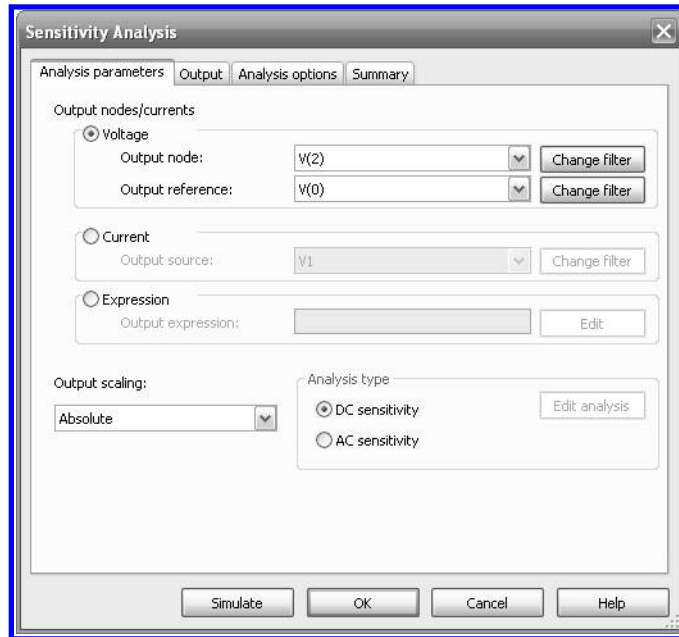 Sensitivity Analysis
Analysis parameters Output Analysis options Summary
Output nodes/currents
Voltage
Output node: V(2) Change filter
Output reference: V(0) Change filter
Current
Output source: V1 Change filter
Expression
Output expression: Edit
Output scaling:
Absolute
Analysis type
DC sensitivity Edit analysis
AC sensitivity
Simulate OK Cancel Help